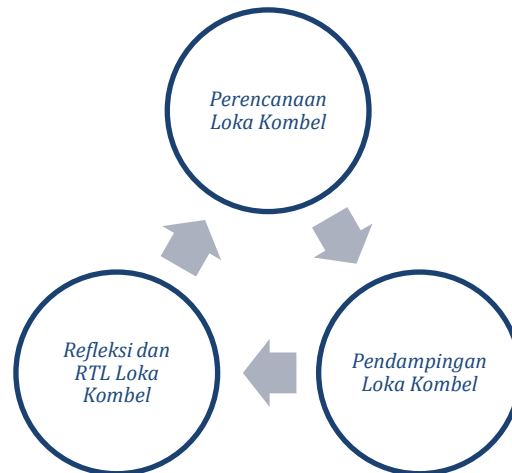 Perencanaan
Loka Kombel
Refleksi dan
RTL Loka
Kombel
Pendampingan
Loka Kombel